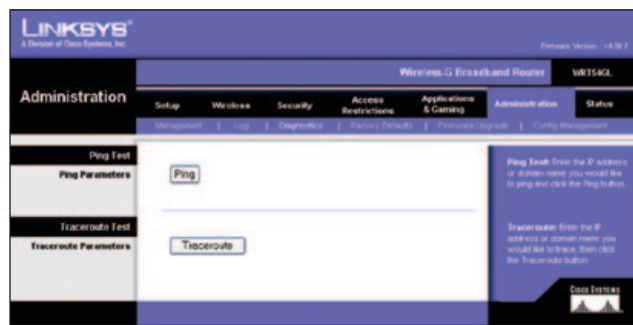 LINKSYS®
A Division of Cisco Systems, Inc.
Firmware Version : v4.30.7
Wireless-G Broadband Router
WRT54GL
Administration
Setup
Wireless
Security
Access Restrictions
Applications & Gaming
Administration
Status
Management | Log | Diagnostics | Factory Defaults | Firmware Upgrade | Config Management
Ping Test
Ping Parameters
Ping
Ping Test: Enter the IP address
or domain name you would like
to ping and click the Ping button.
Traceroute Test
Traceroute Parameters
Traceroute
Traceroute: Enter the IP
address or domain name you
would like to trace, then click
the Traceroute button.
CISCO SYSTEMS